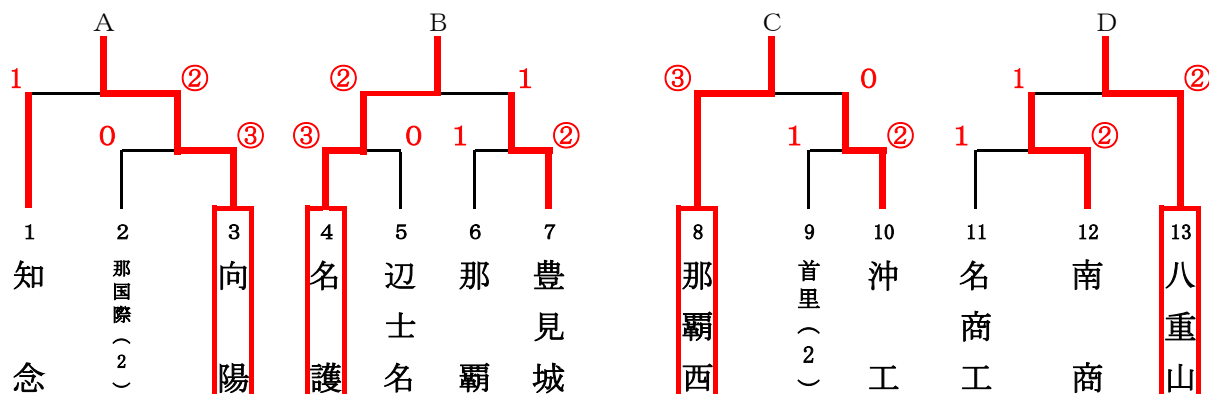 A B C D
1 ② ② 1 ③ 0 1 ②
0 ③ ③ 0 1 ② 1 ② 1 ②
1 2 3 4 5 6 7 8 9 10 11 12 13
知念
那国際(2)
向陽
名護
辺士名
那覇
豊見城
那覇西
首里(2)
沖工
名商工
南商
八重山